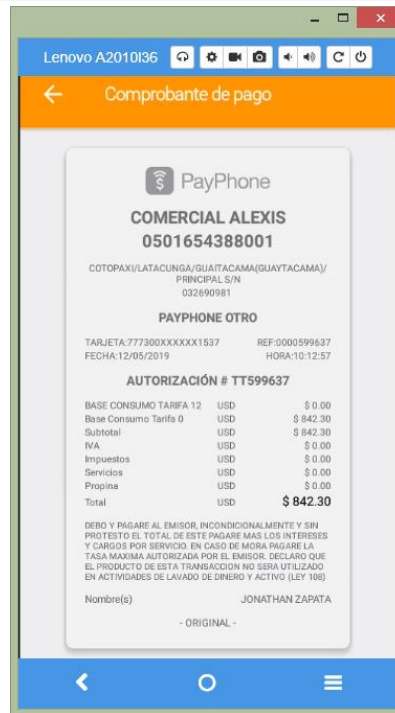 Lenovo A2010l36
Comprobante de pago
PayPhone
COMERCIAL ALEXIS
0501654388001
COTOPAXI/LATACUNGA/GUAITACAMA(GUAYTACAMA)/
PRINCIPAL S/N
032690981
PAYPHONE OTRO
TARJETA:777300XXXXXX1537 REF:0000599637
FECHA:12/05/2019 HORA:10:12:57
AUTORIZACIÓN # TT599637
BASE CONSUMO TARIFA 12 USD $ 0.00
Base Consumo Tarifa 0 USD $ 842.30
Subtotal USD $ 842.30
IVA USD $ 0.00
Impuestos USD $ 0.00
Servicios USD $ 0.00
Propina USD $ 0.00
Total USD $ 842.30
DEBO Y PAGARE AL EMISOR, INCONDICIONALMENTE Y SIN
PROTESTO EL TOTAL DE ESTE PAGARE MAS LOS INTERESES
Y CARGOS POR SERVICIO. EN CASO DE MORA PAGARE LA
TASA MAXIMA AUTORIZADA POR EL EMISOR. DECLARO QUE
EL PRODUCTO DE ESTA TRANSACCION NO SERA UTILIZADO
EN ACTIVIDADES DE LAVADO DE DINERO Y ACTIVO (LEY 108)
Nombre(s) JONATHAN ZAPATA
- ORIGINAL -